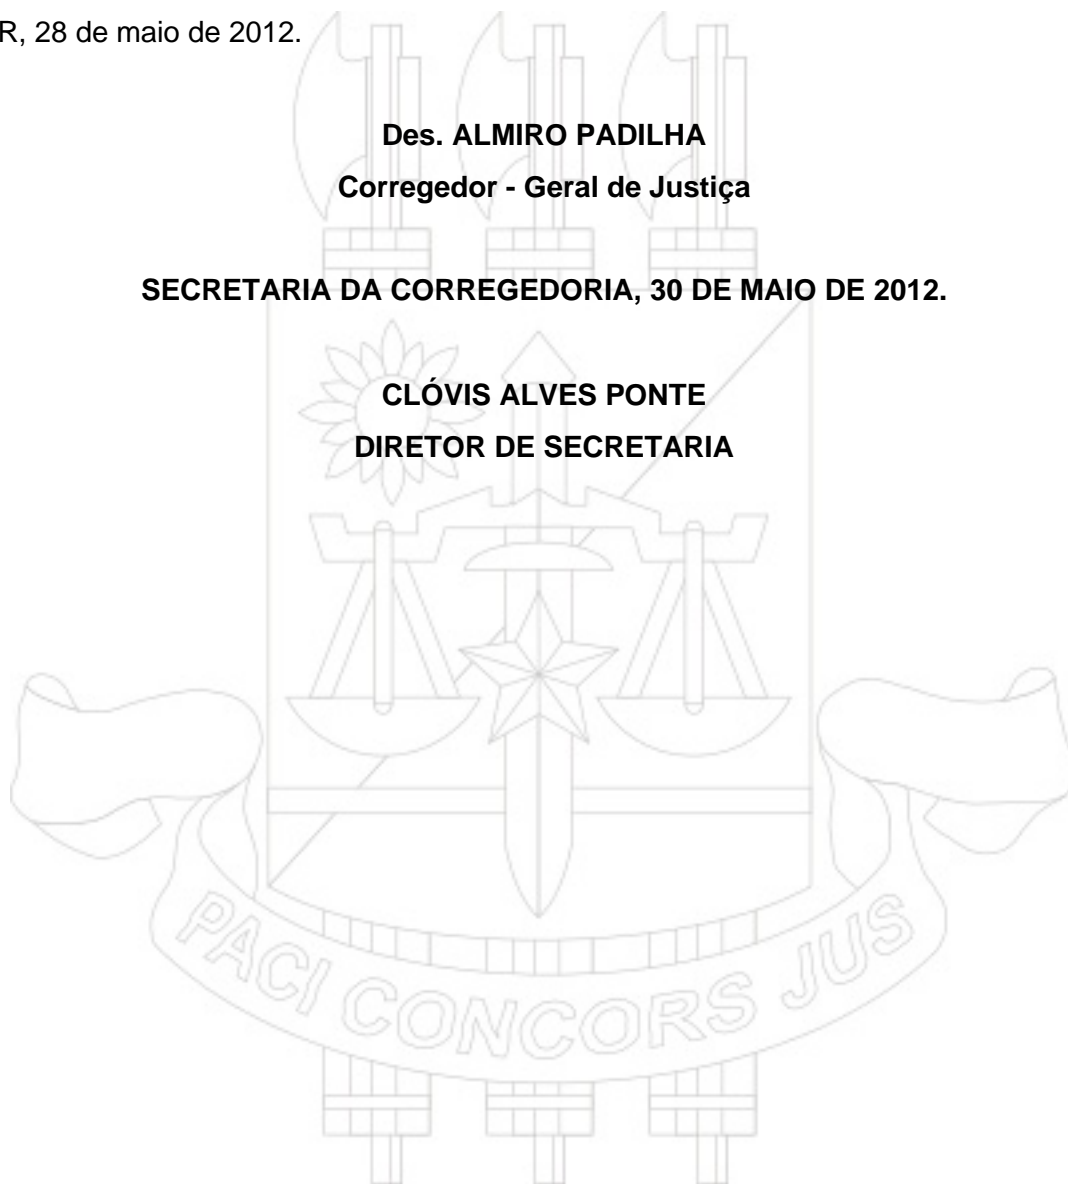 R, 28 de maio de 2012.
Des. ALMIRO PADILHA
Corregedor - Geral de Justiça
SECRETARIA DA CORREGEDORIA, 30 DE MAIO DE 2012.
CLÓVIS ALVES PONTE
DIRETOR DE SECRETARIA
PACI CONCORS JUS